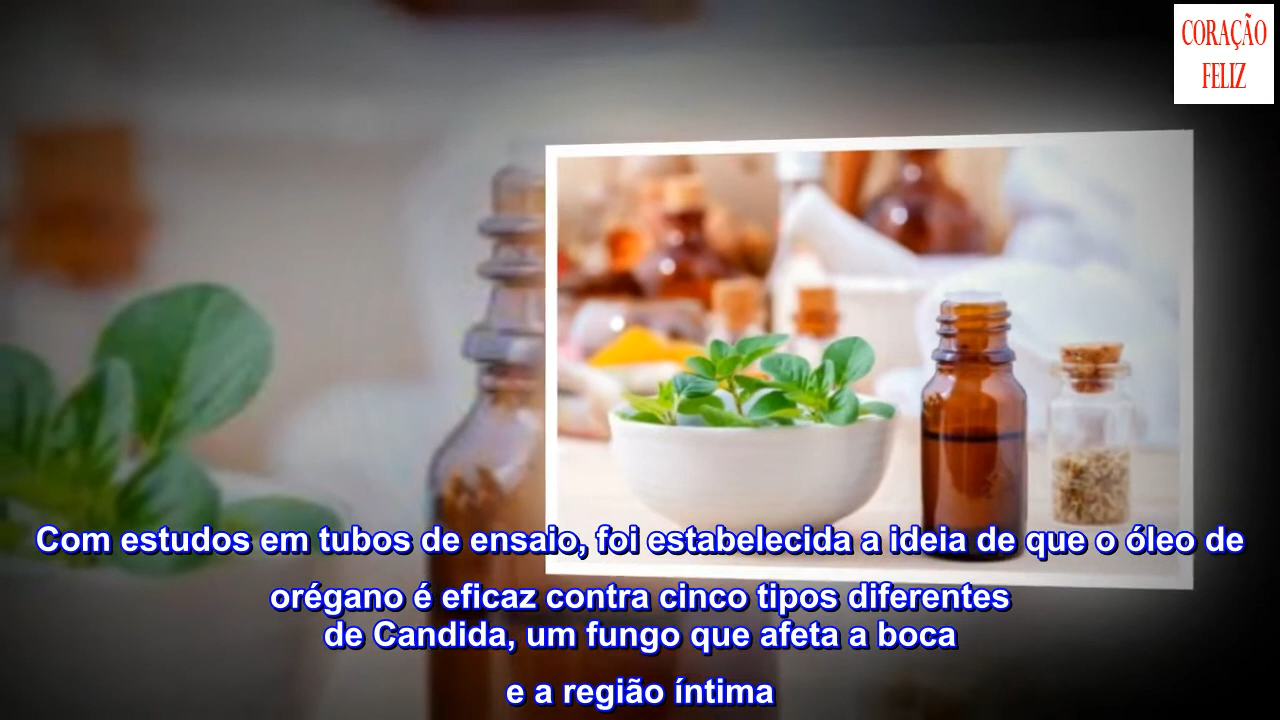 CORAÇÃO
FELIZ
Com estudos em tubos de ensaio, foi estabelecida a ideia de que o óleo de
orégano é eficaz contra cinco tipos diferentes
de Candida, um fungo que afeta a boca
e a região íntima